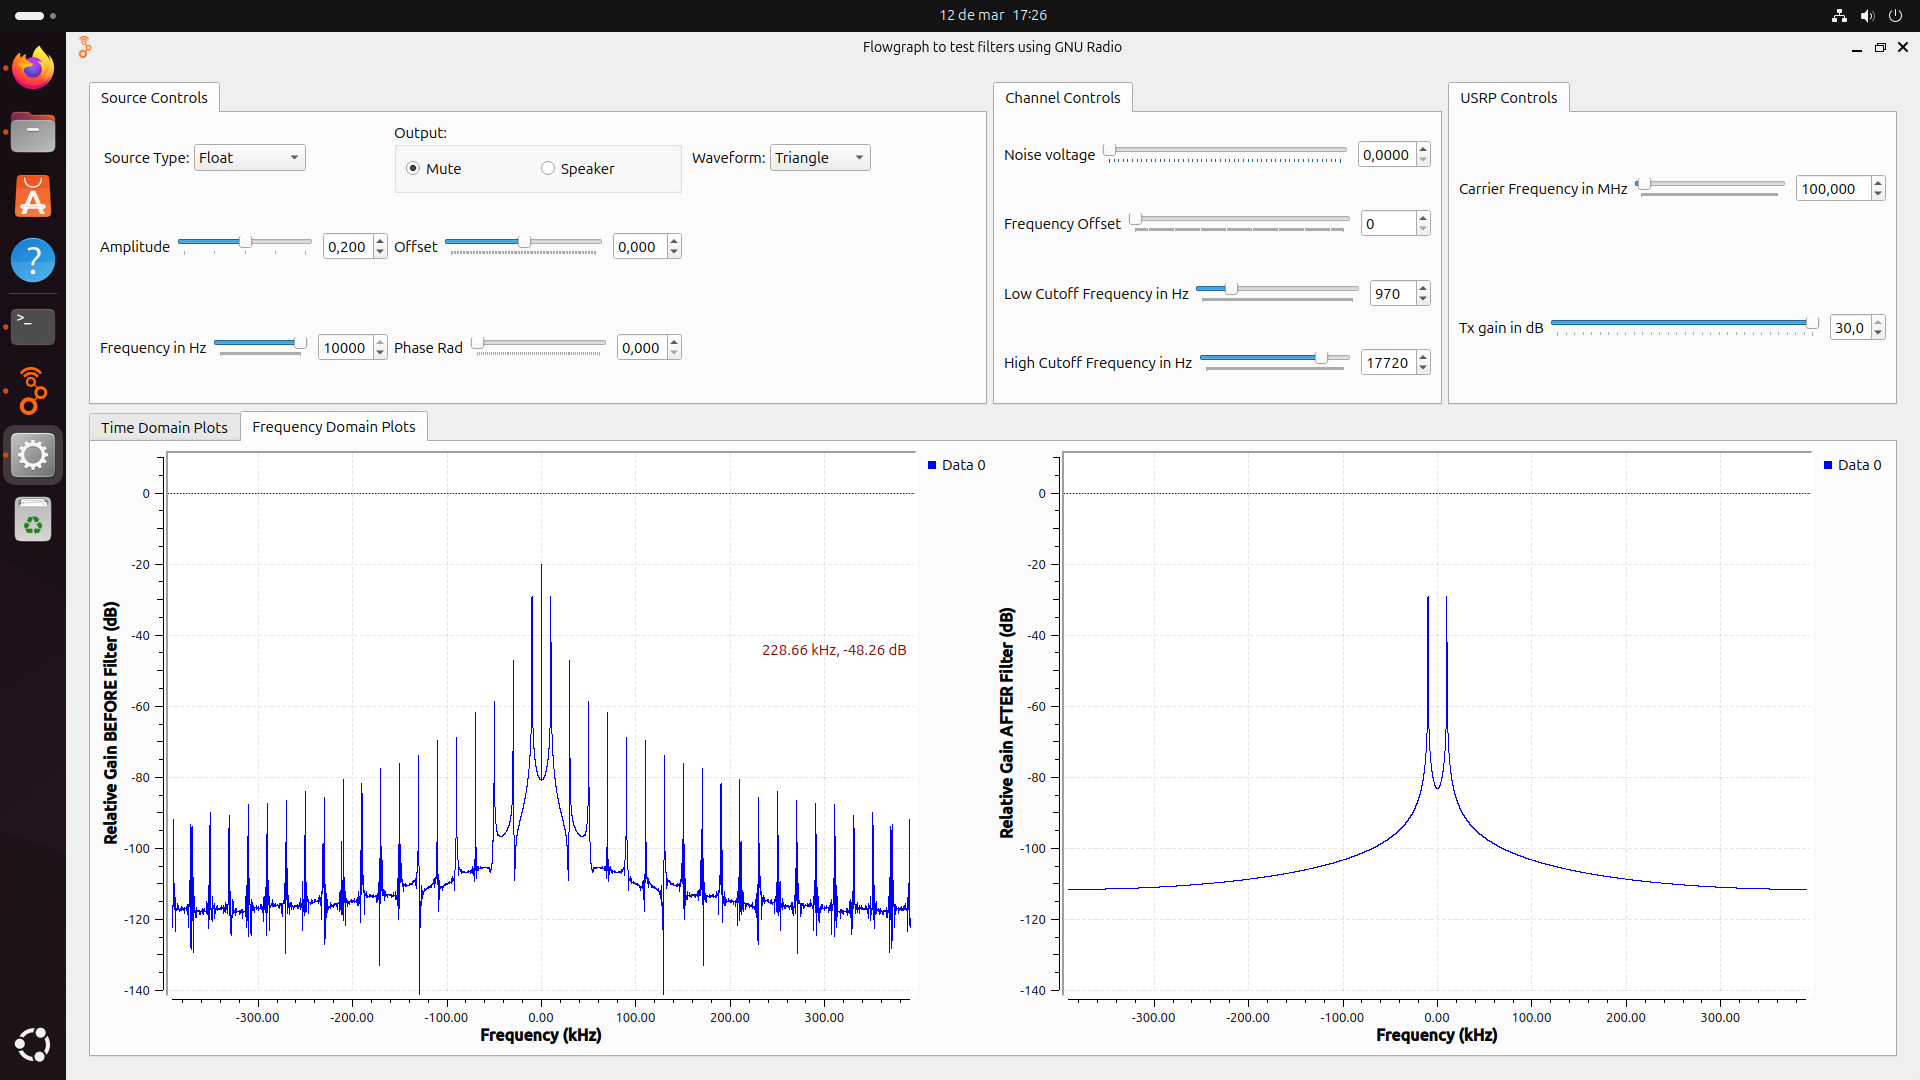 12 de mar 17:26
Flowgraph to test filters using GNU Radio
Source Controls
Source Type: Float
Output:
Mute
Speaker
Waveform: Triangle
Amplitude 0,200
Offset 0,000
Frequency in Hz 10000
Phase Rad 0,000
Channel Controls
Noise voltage 0,0000
Frequency Offset 0
Low Cutoff Frequency in Hz 970
High Cutoff Frequency in Hz 17720
USRP Controls
Carrier Frequency in MHz 100,000
Tx gain in dB 30,0
Time Domain Plots
Frequency Domain Plots
Relative Gain BEFORE Filter (dB)
0
-20
-40
-60
-80
-100
-120
-140
-300.00
-200.00
-100.00
0.00
100.00
200.00
300.00
Frequency (kHz)
228.66 kHz, -48.26 dB
Data 0
Relative Gain AFTER Filter (dB)
0
-20
-40
-60
-80
-100
-120
-140
-300.00
-200.00
-100.00
0.00
100.00
200.00
300.00
Frequency (kHz)
Data 0